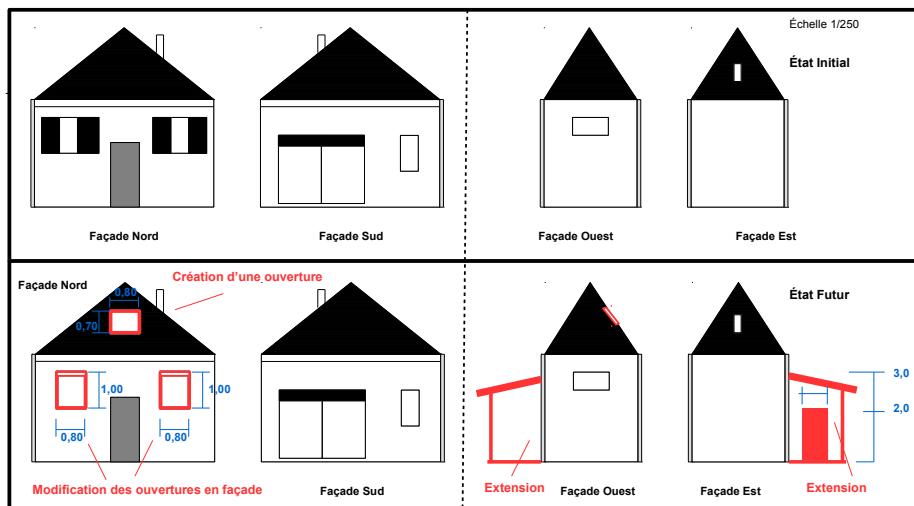 Échelle 1/250
État Initial
Façade Nord
Façade Sud
Façade Ouest
Façade Est
Façade Nord
Création d'une ouverture
État Futur
0,80
0,70
1,00
1,00
0,80
0,80
3,0
2,0
Modification des ouvertures en façade
Façade Sud
Extension
Façade Ouest
Façade Est
Extension